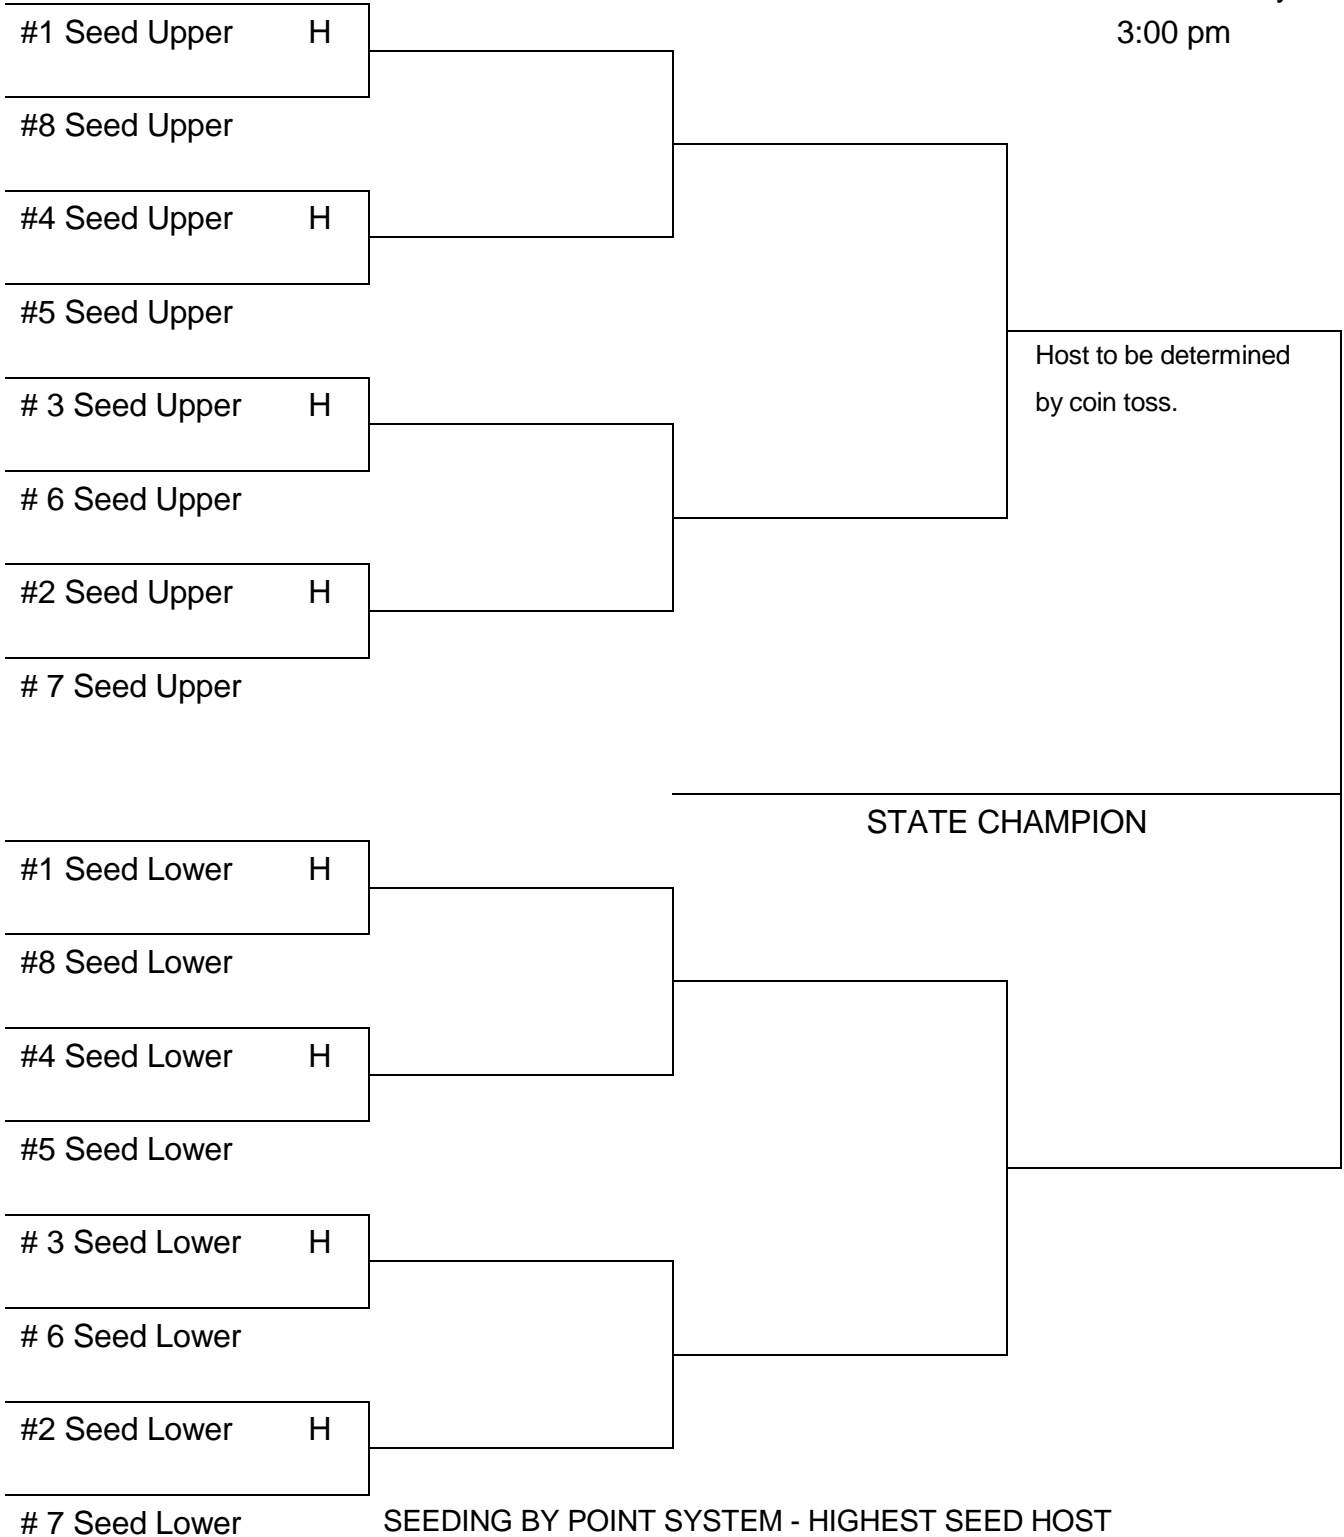 3:00 pm
#1 Seed Upper H
#8 Seed Upper
#4 Seed Upper H
#5 Seed Upper
Host to be determined
by coin toss.
# 3 Seed Upper H
# 6 Seed Upper
#2 Seed Upper H
# 7 Seed Upper
STATE CHAMPION
#1 Seed Lower H
#8 Seed Lower
#4 Seed Lower H
#5 Seed Lower
# 3 Seed Lower H
# 6 Seed Lower
#2 Seed Lower H
# 7 Seed Lower
SEEDING BY POINT SYSTEM - HIGHEST SEED HOST